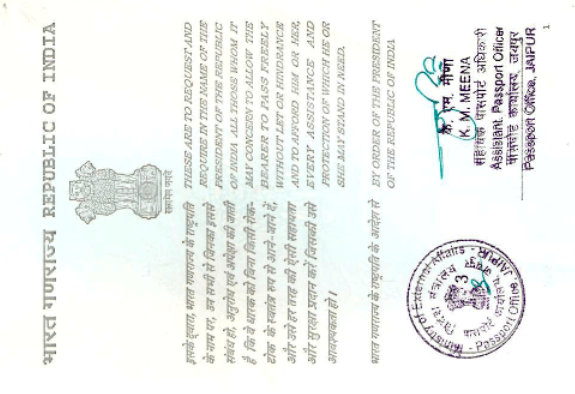 भारत गणराज्य REPUBLIC OF INDIA
सत्यमेव जयते
इसके द्वारा, भारत गणराज्य के राष्ट्रपति
के नाम पर, उन सभी से जिनका इससे
संबंध हो, अनुरोध एवं अपेक्षा की जाती
है कि वे धारक को बिना किसी रोक-
टोक के स्वतंत्र रूप से आने-जाने दें,
और उसे हर तरह की ऐसी सहायता
और सुरक्षा प्रदान करें जिसकी उसे
आवश्यकता हो।
भारत गणराज्य के राष्ट्रपति के आदेश से
THESE ARE TO REQUEST AND
REQUIRE IN THE NAME OF THE
PRESIDENT OF THE REPUBLIC
OF INDIA ALL THOSE WHOM IT
MAY CONCERN TO ALLOW THE
BEARER TO PASS FREELY
WITHOUT LET OR HINDRANCE
AND TO AFFORD HIM OR HER,
EVERY ASSISTANCE AND
PROTECTION OF WHICH HE OR
SHE MAY STAND IN NEED.
BY ORDER OF THE PRESIDENT
OF THE REPUBLIC OF INDIA
Ministry of External Affairs
विदेश मंत्रालय
3
पासपोर्ट कार्यालय
Passport Office, JAIPUR
के. एम. मीणा
K. M. MEENA
सहायक पासपोर्ट अधिकारी
Assistant Passport Officer
पासपोर्ट कार्यालय, जयपुर
Passport Office, JAIPUR
1